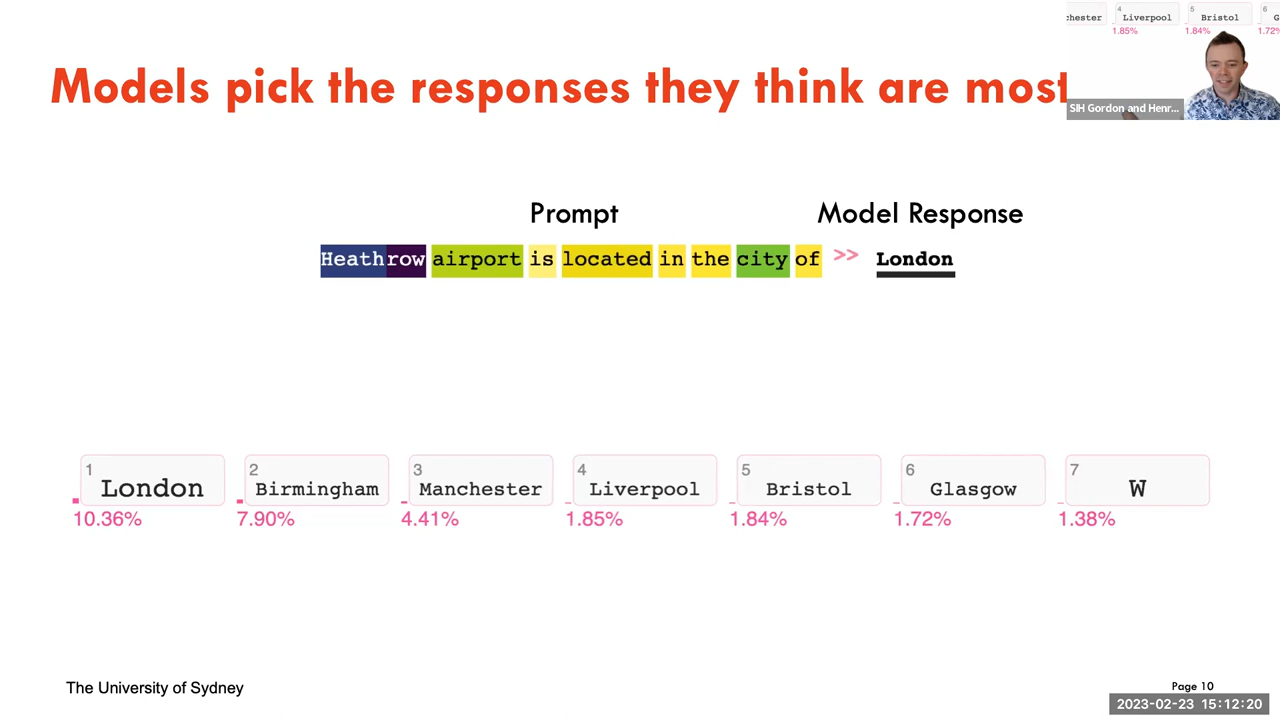 chester
4
Liverpool
1.85%
5
Bristol
1.84%
6
G
1.72%
Models pick the responses they think are most
SIH Gordon and Henr...
Prompt
Model Response
Heathrow airport is located in the city of >> London
1
London
10.36%
2
Birmingham
7.90%
3
Manchester
4.41%
4
Liverpool
1.85%
5
Bristol
1.84%
6
Glasgow
1.72%
7
W
1.38%
The University of Sydney
Page 10
2023-02-23 15:12:20